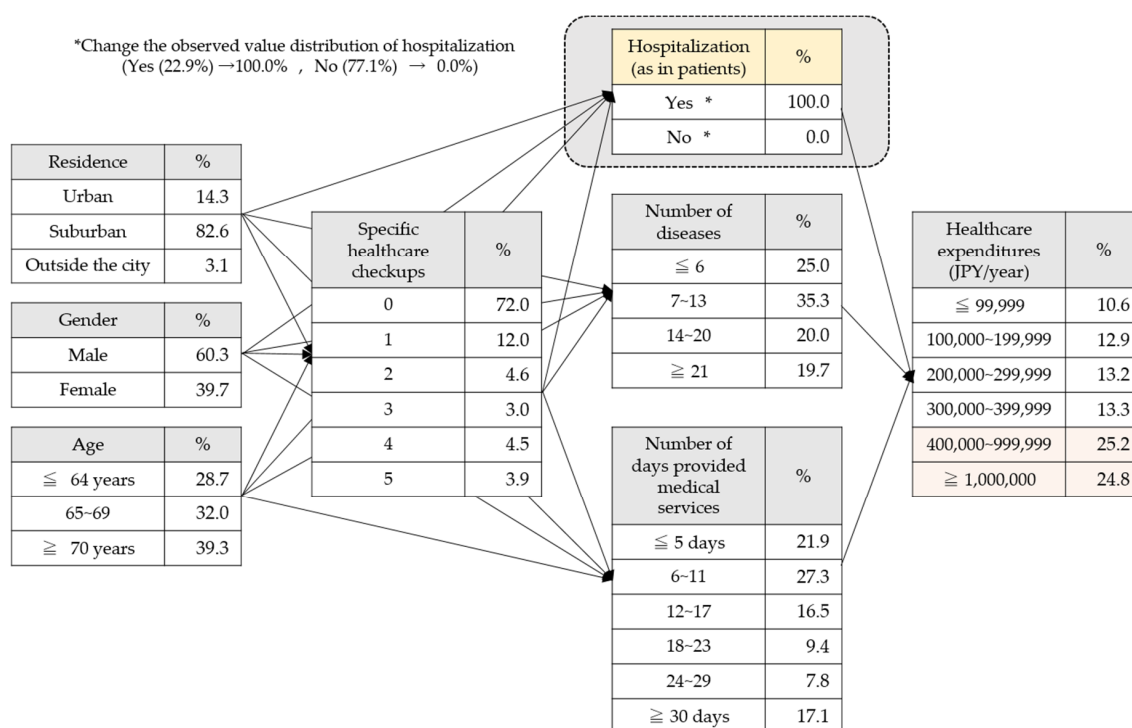 *Change the observed value distribution of hospitalization
(Yes (22.9%) →100.0% , No (77.1%) → 0.0%)
Hospitalization
(as in patients)
%
Yes *
100.0
No *
0.0
Residence
%
Urban
14.3
Suburban
82.6
Outside the city
3.1
Gender
%
Male
60.3
Female
39.7
Age
%
≦ 64 years
28.7
65~69
32.0
≧ 70 years
39.3
Specific
healthcare
checkups
%
0
72.0
1
12.0
2
4.6
3
3.0
4
4.5
5
3.9
Number of
diseases
%
≦ 6
25.0
7~13
35.3
14~20
20.0
≧ 21
19.7
Number of
days provided
medical
services
%
≦ 5 days
21.9
6~11
27.3
12~17
16.5
18~23
9.4
24~29
7.8
≧ 30 days
17.1
Healthcare
expenditures
(JPY/year)
%
≦ 99,999
10.6
100,000~199,999
12.9
200,000~299,999
13.2
300,000~399,999
13.3
400,000~999,999
25.2
≧ 1,000,000
24.8